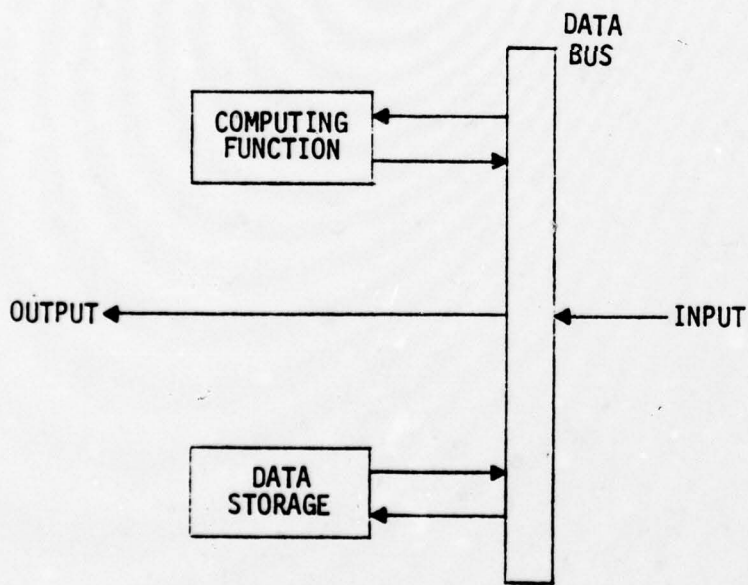 DATA
BUS
COMPUTING
FUNCTION
OUTPUT
INPUT
DATA
STORAGE